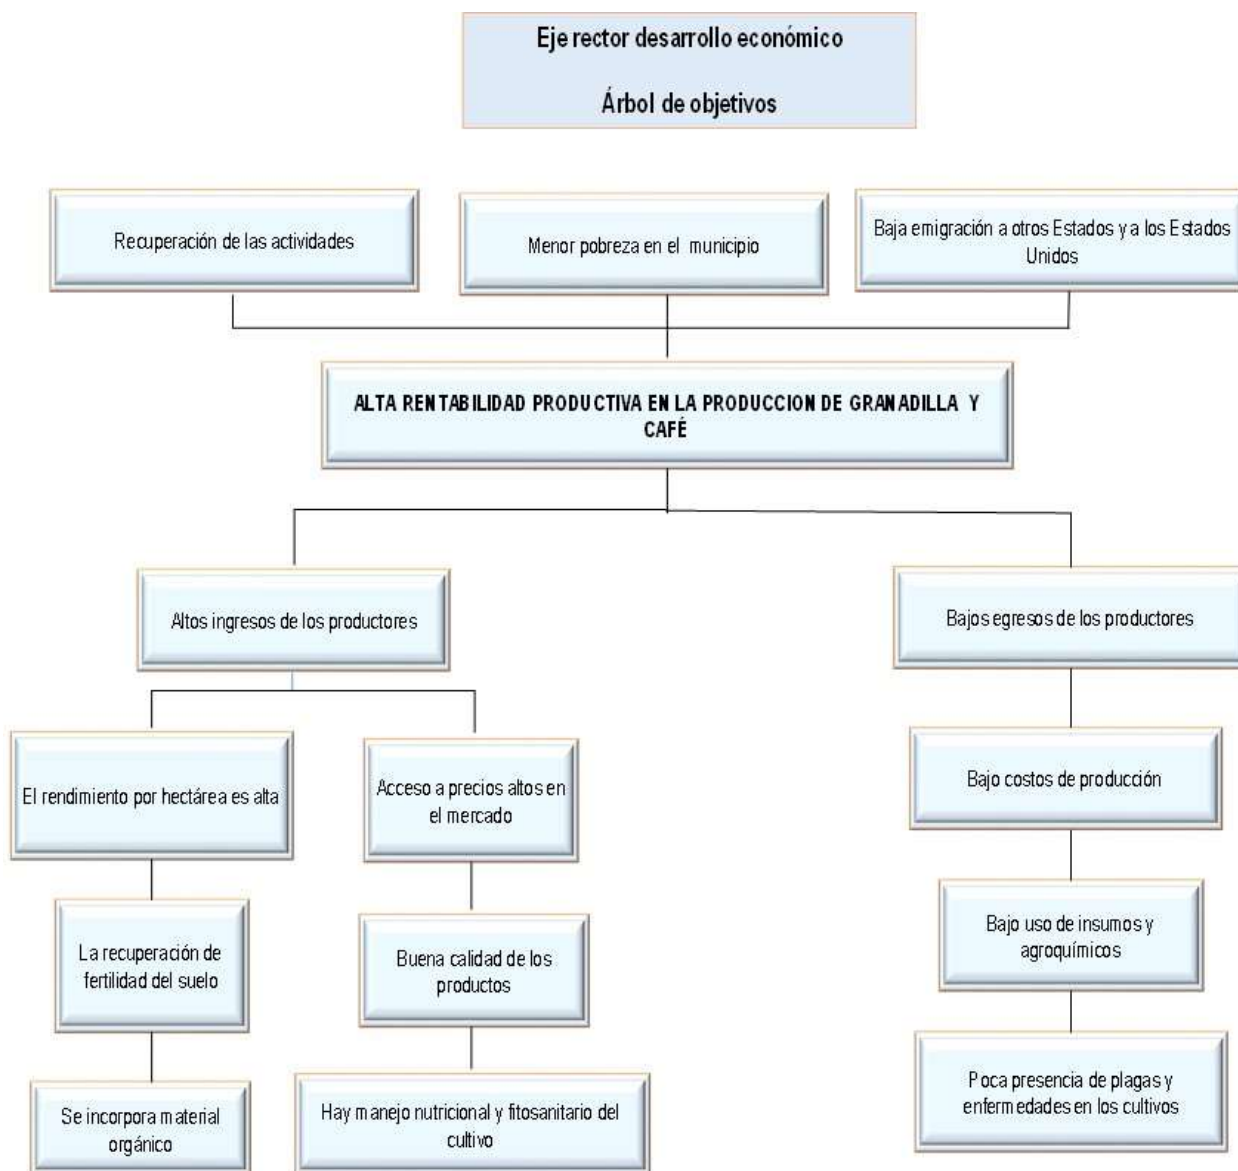 Eje rector desarrollo económico
Árbol de objetivos
Recuperación de las actividades
Menor pobreza en el municipio
Baja emigración a otros Estados y a los Estados
Unidos
ALTA RENTABILIDAD PRODUCTIVA EN LA PRODUCCION DE GRANADILLA Y
CAFÉ
Altos ingresos de los productores
Bajos egresos de los productores
El rendimiento por hectárea es alta
Acceso a precios altos en
el mercado
Bajo costos de producción
La recuperación de
fertilidad del suelo
Buena calidad de los
productos
Bajo uso de insumos y
agroquímicos
Se incorpora material
orgánico
Hay manejo nutricional y fitosanitario del
cultivo
Poca presencia de plagas y
enfermedades en los cultivos